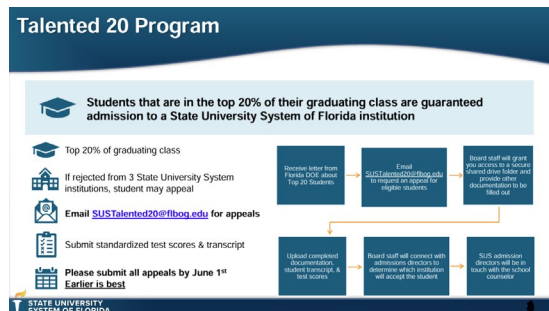 Talented 20 Program
Students that are in the top 20% of their graduating class are guaranteed
admission to a State University System of Florida institution
Top 20% of graduating class
If rejected from 3 State University System
institutions, student may appeal
Email SUSTalented20@flbog.edu for appeals
Submit standardized test scores & transcript
Please submit all appeals by June 1st
Earlier is best
Receive letter from
Florida DOE about
Top 20 Students
Email
SUSTalented20@flbog.edu
to request an appeal for
eligible students
Board staff will grant
you access to a secure
shared drive folder and
provide other
documentation to be
filled out
Upload completed
documentation,
student transcript, &
test scores
Board staff will connect with
admissions directors to
determine which institution
will accept the student
SUS admission
directors will be in
touch with the school
counselor
STATE UNIVERSITY
SYSTEM OF FLORIDA